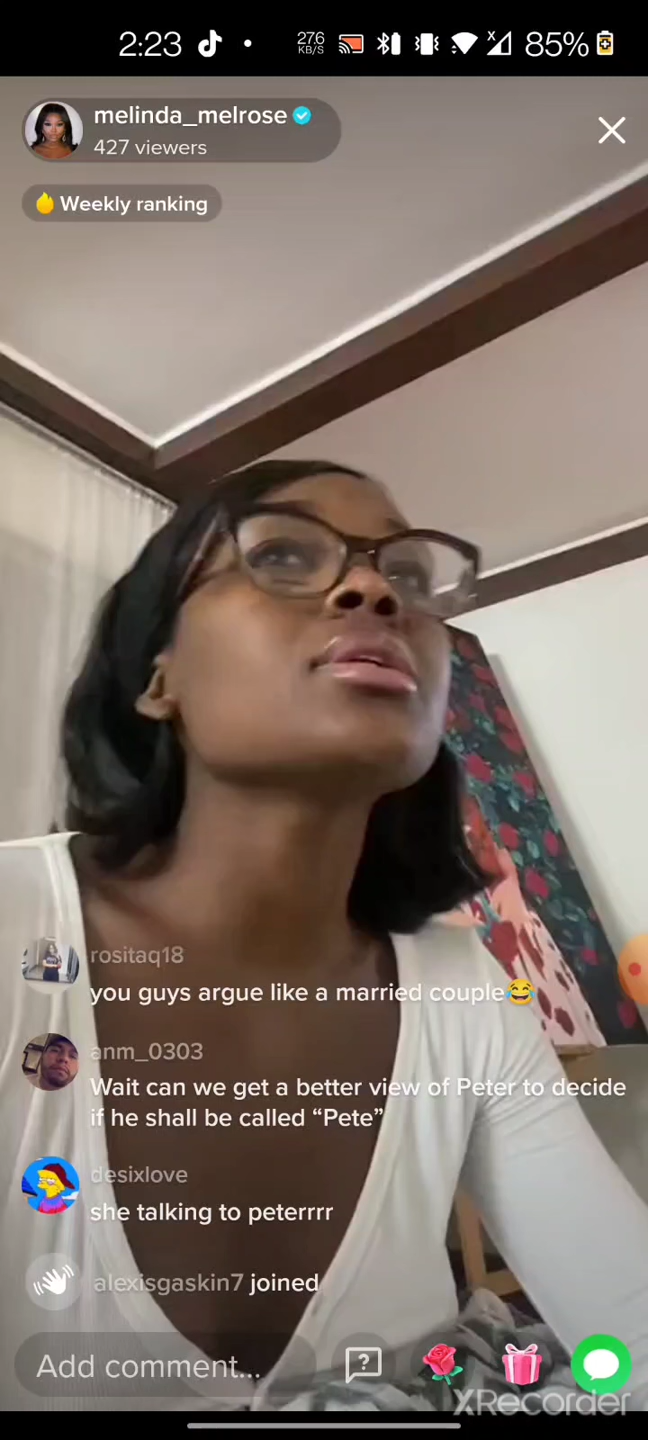 2:23
27.6
KB/S
X
85%
melinda_melrose
427 viewers
Weekly ranking
rositaq18
you guys argue like a married couple😂
anm_0303
Wait can we get a better view of Peter to decide
if he shall be called “Pete”
desixlove
she talking to peterrrr
alexisgaskin7 joined
Add comment...
?
XRecorder